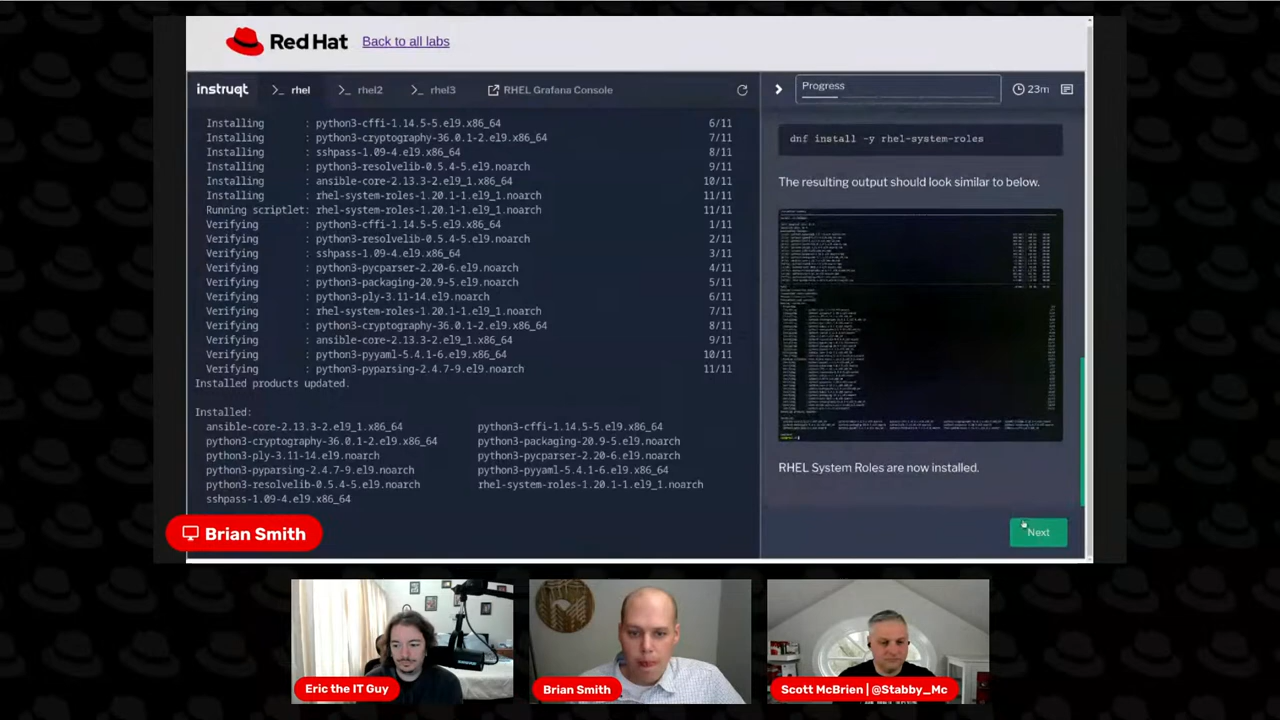 Red Hat
Back to all labs
instruqt
rhel
rhel2
rhel3
RHEL Grafana Console
Progress
23m
Installing : python3-cffi-1.14.5-5.el9.x86_64 6/11
Installing : python3-cryptography-36.0.1-2.el9.x86_64 7/11
Installing : sshpass-1.09-4.el9.x86_64 8/11
Installing : python3-resolvelib-0.5.4-5.el9.noarch 9/11
Installing : ansible-core-2.13.3-2.el9_1.x86_64 10/11
Installing : rhel-system-roles-1.20.1-1.el9_1.noarch 11/11
Running scriptlet: rhel-system-roles-1.20.1-1.el9_1.noarch 11/11
Verifying : python3-cffi-1.14.5-5.el9.x86_64 1/11
Verifying : python3-resolvelib-0.5.4-5.el9.noarch 2/11
Verifying : sshpass-1.09-4.el9.x86_64 3/11
Verifying : python3-pycparser-2.20-6.el9.noarch 4/11
Verifying : python3-packaging-20.9-5.el9.noarch 5/11
Verifying : python3-ply-3.11-14.el9.noarch 6/11
Verifying : rhel-system-roles-1.20.1-1.el9_1.noarch 7/11
Verifying : python3-cryptography-36.0.1-2.el9.x86_64 8/11
Verifying : ansible-core-2.13.3-2.el9_1.x86_64 9/11
Verifying : python3-pyyaml-5.4.1-6.el9.x86_64 10/11
Verifying : python3-pyparsing-2.4.7-9.el9.noarch 11/11
Installed products updated.
Installed:
ansible-core-2.13.3-2.el9_1.x86_64 python3-cffi-1.14.5-5.el9.x86_64
python3-cryptography-36.0.1-2.el9.x86_64 python3-packaging-20.9-5.el9.noarch
python3-ply-3.11-14.el9.noarch python3-pycparser-2.20-6.el9.noarch
python3-pyparsing-2.4.7-9.el9.noarch python3-pyyaml-5.4.1-6.el9.x86_64
python3-resolvelib-0.5.4-5.el9.noarch rhel-system-roles-1.20.1-1.el9_1.noarch
sshpass-1.09-4.el9.x86_64
dnf install -y rhel-system-roles
The resulting output should look similar to below.
RHEL System Roles are now installed.
Next
Brian Smith
Eric the IT Guy
Brian Smith
Scott McBrien | @Stabby_Mc